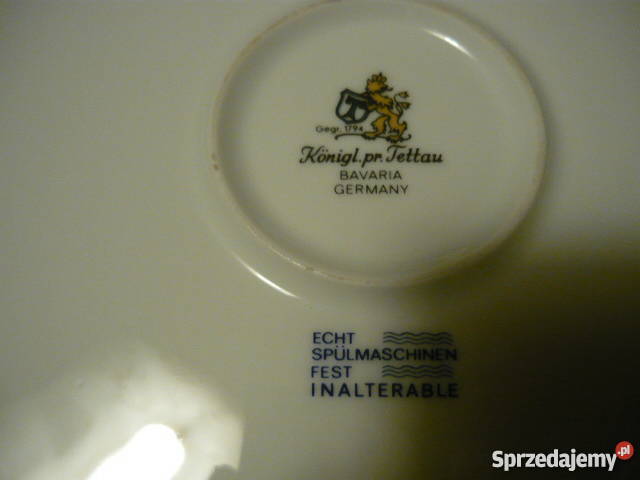 Gegr. 1794
T
Königl. pr. Tettau
BAVARIA
GERMANY
ECHT
SPÜLMASCHINEN
FEST
INALTERABLE
Sprzedajemy.pl